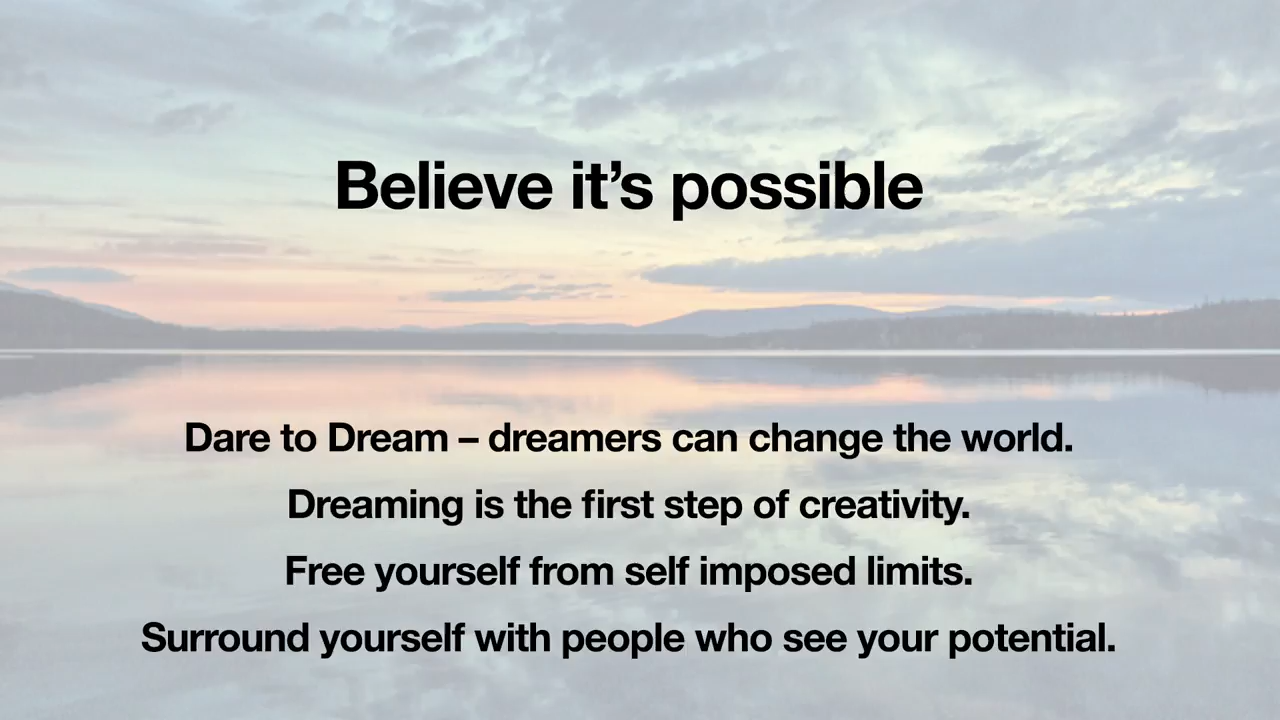 Believe it’s possible
Dare to Dream – dreamers can change the world.
Dreaming is the first step of creativity.
Free yourself from self imposed limits.
Surround yourself with people who see your potential.